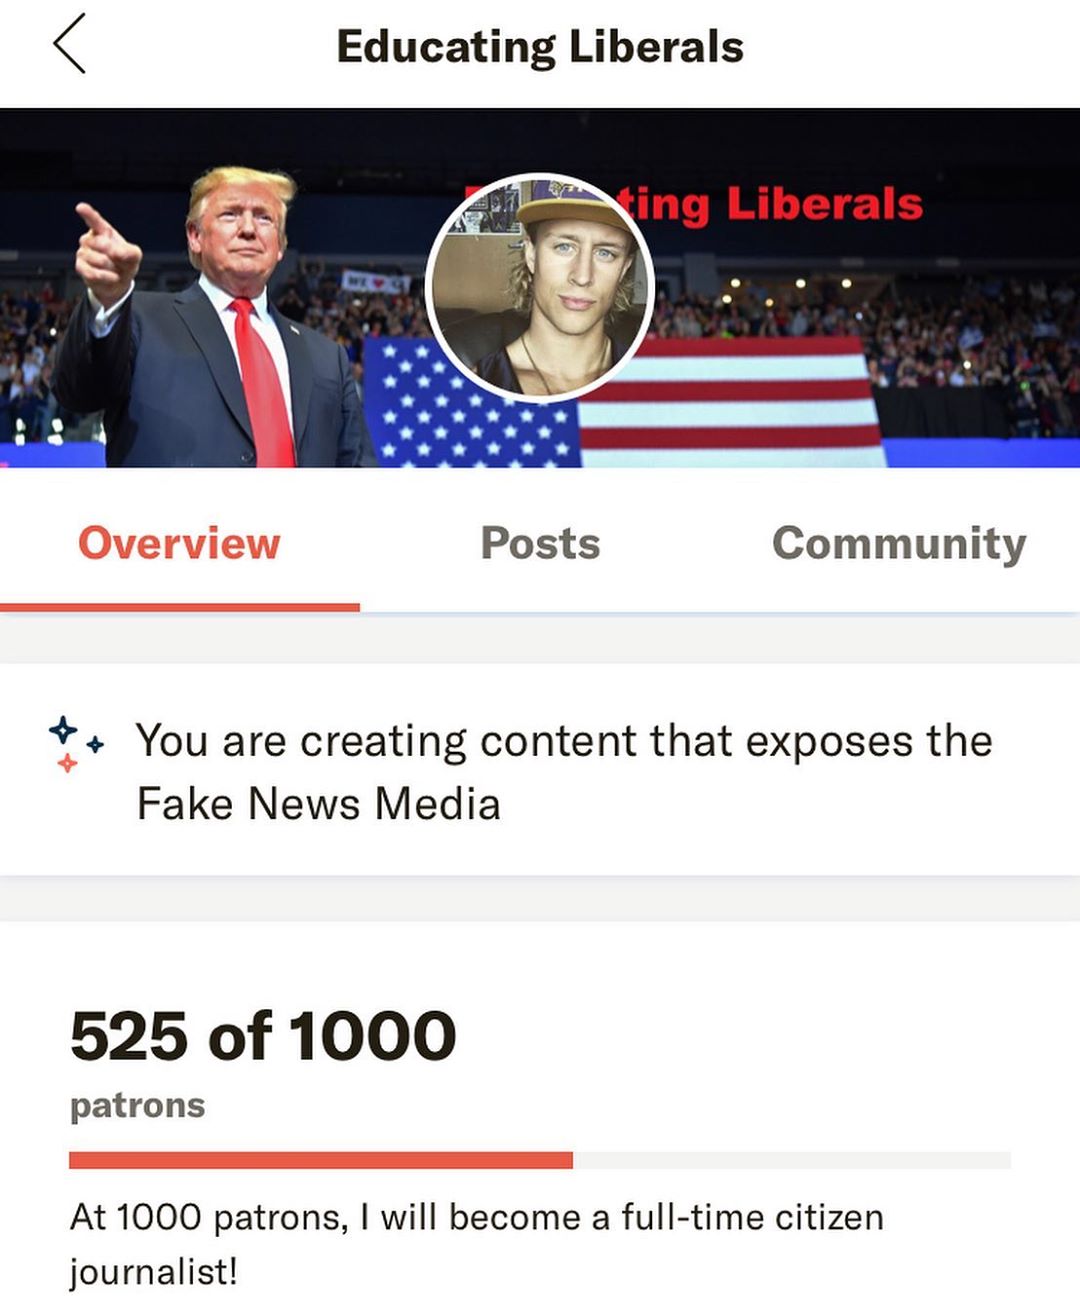 Educating Liberals
ting Liberals
Overview
Posts
Community
You are creating content that exposes the
Fake News Media
525 of 1000
patrons
At 1000 patrons, I will become a full-time citizen
journalist!